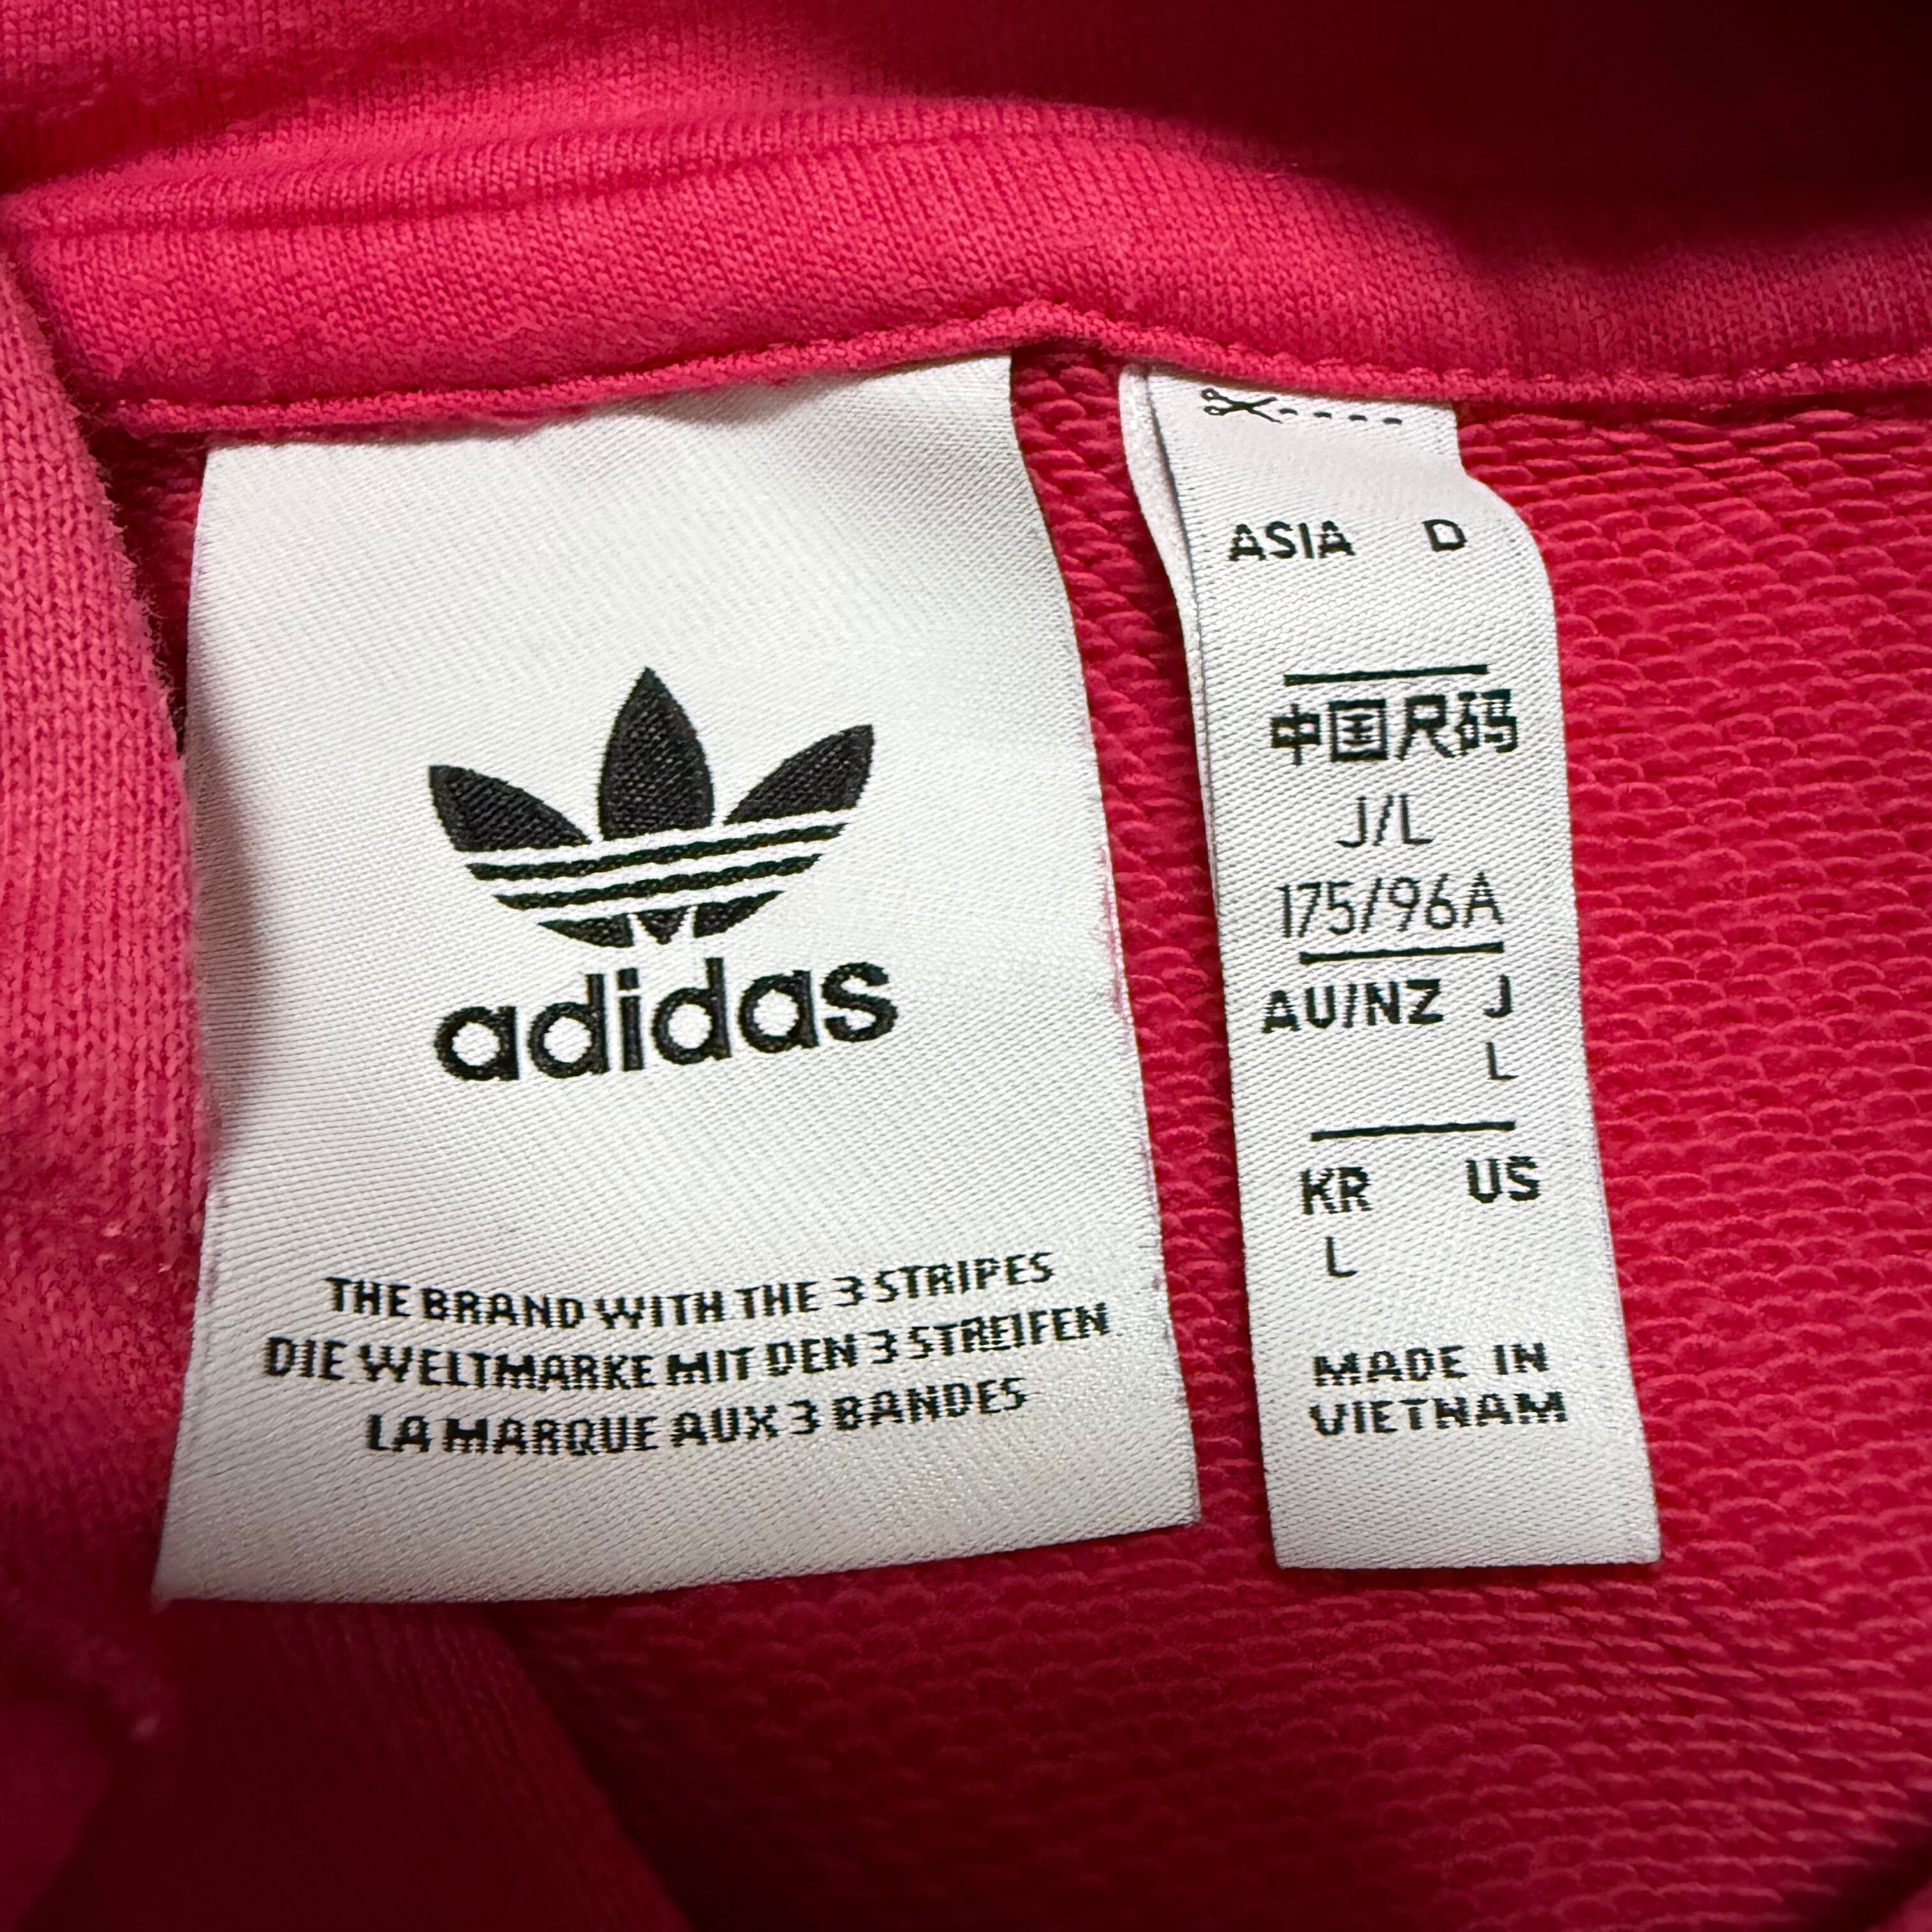 adidas
THE BRAND WITH THE 3 STRIPES
DIE WELTMARKE MIT DEN 3 STREIFEN
LA MARQUE AUX 3 BANDES
ASIA D
中国尺码
J/L
175/96A
AU/NZ J
L
KR US
L
MADE IN
VIETNAM